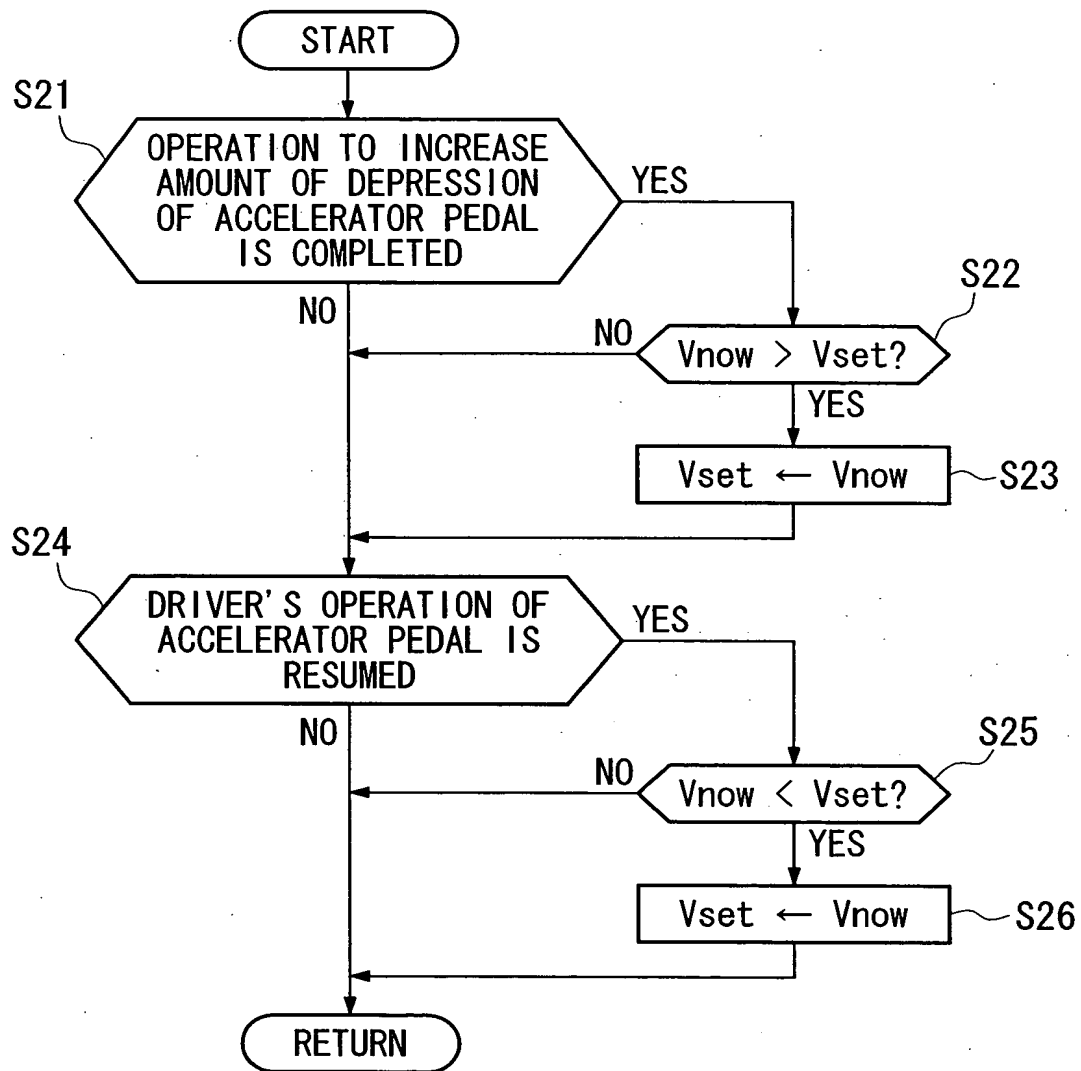 START
S21
OPERATION TO INCREASE
AMOUNT OF DEPRESSION
OF ACCELERATOR PEDAL
IS COMPLETED
YES
NO
S22
NO
Vnow > Vset?
YES
Vset ← Vnow
S23
S24
DRIVER'S OPERATION OF
ACCELERATOR PEDAL IS
RESUMED
YES
NO
S25
NO
Vnow < Vset?
YES
Vset ← Vnow
S26
RETURN